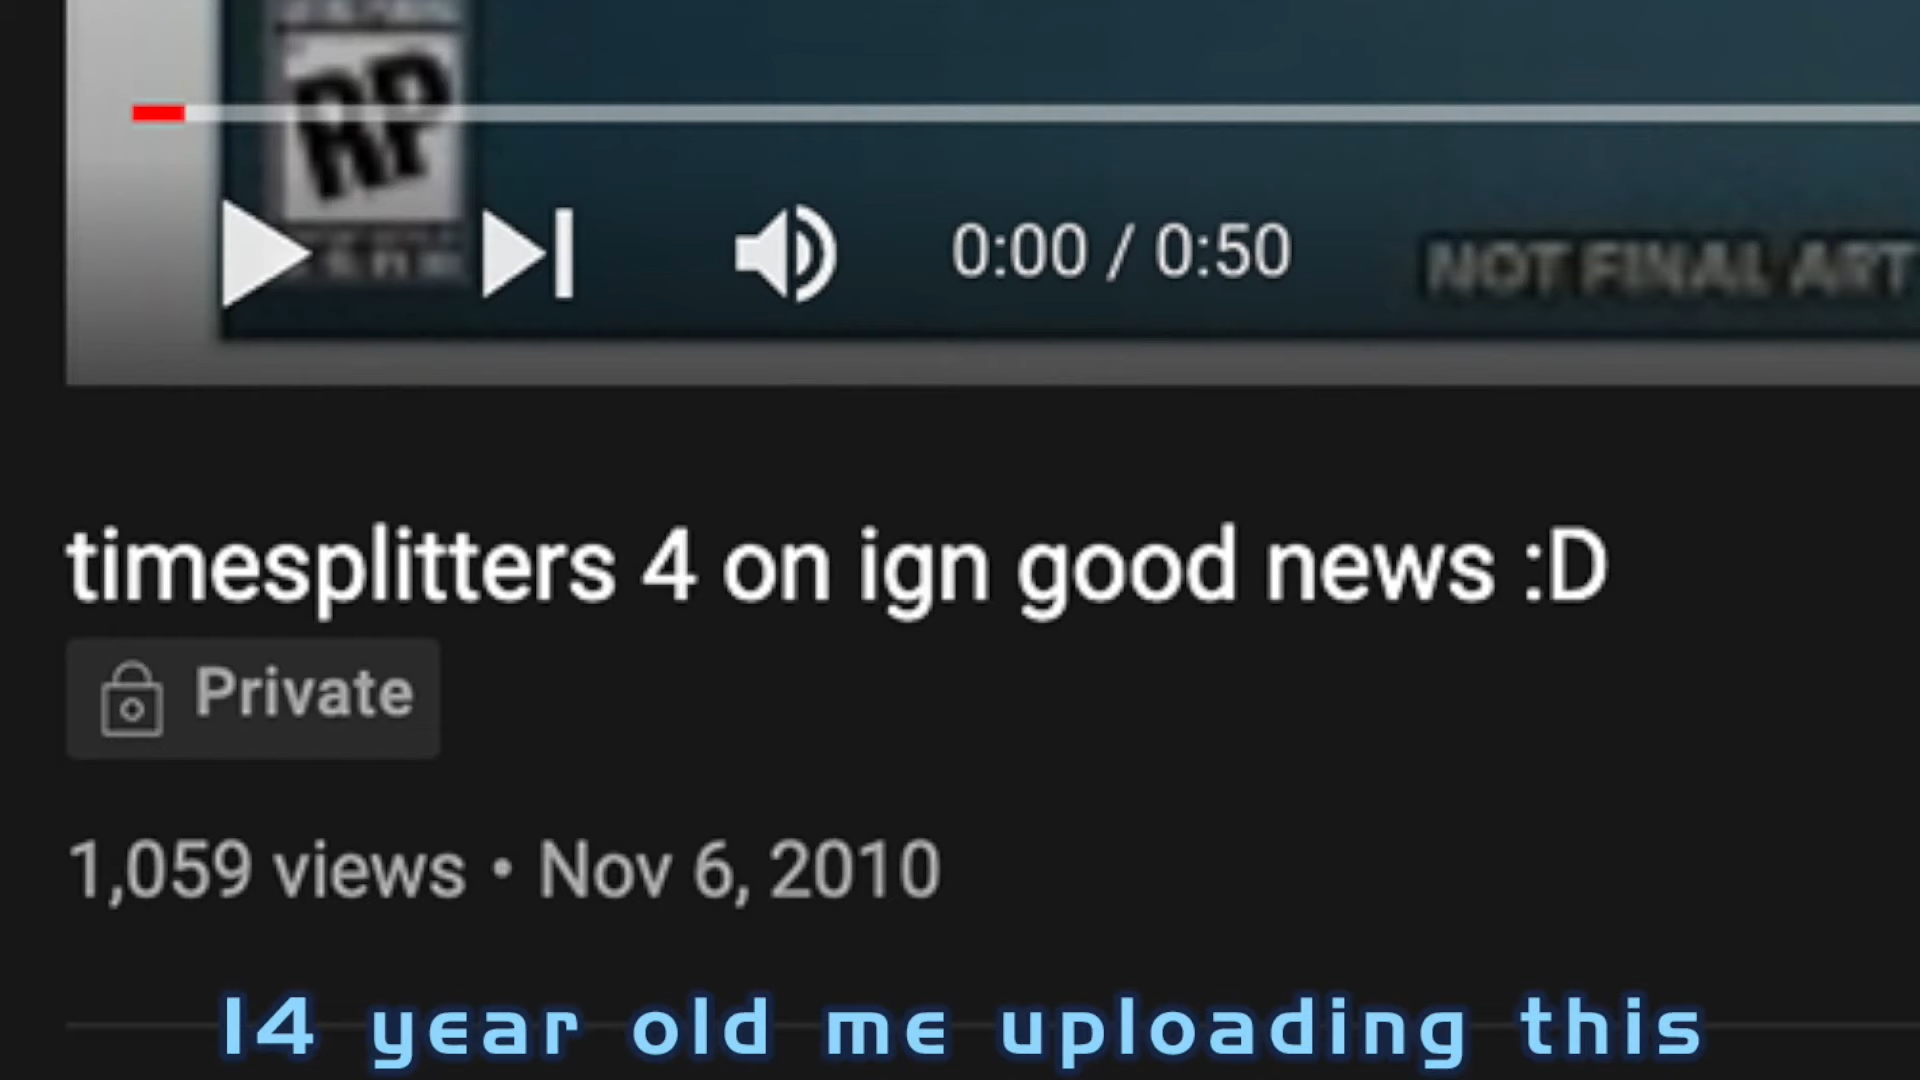 RP
0:00 / 0:50
NOT FINAL ART
timesplitters 4 on ign good news :D
Private
1,059 views • Nov 6, 2010
14 year old me uploading this